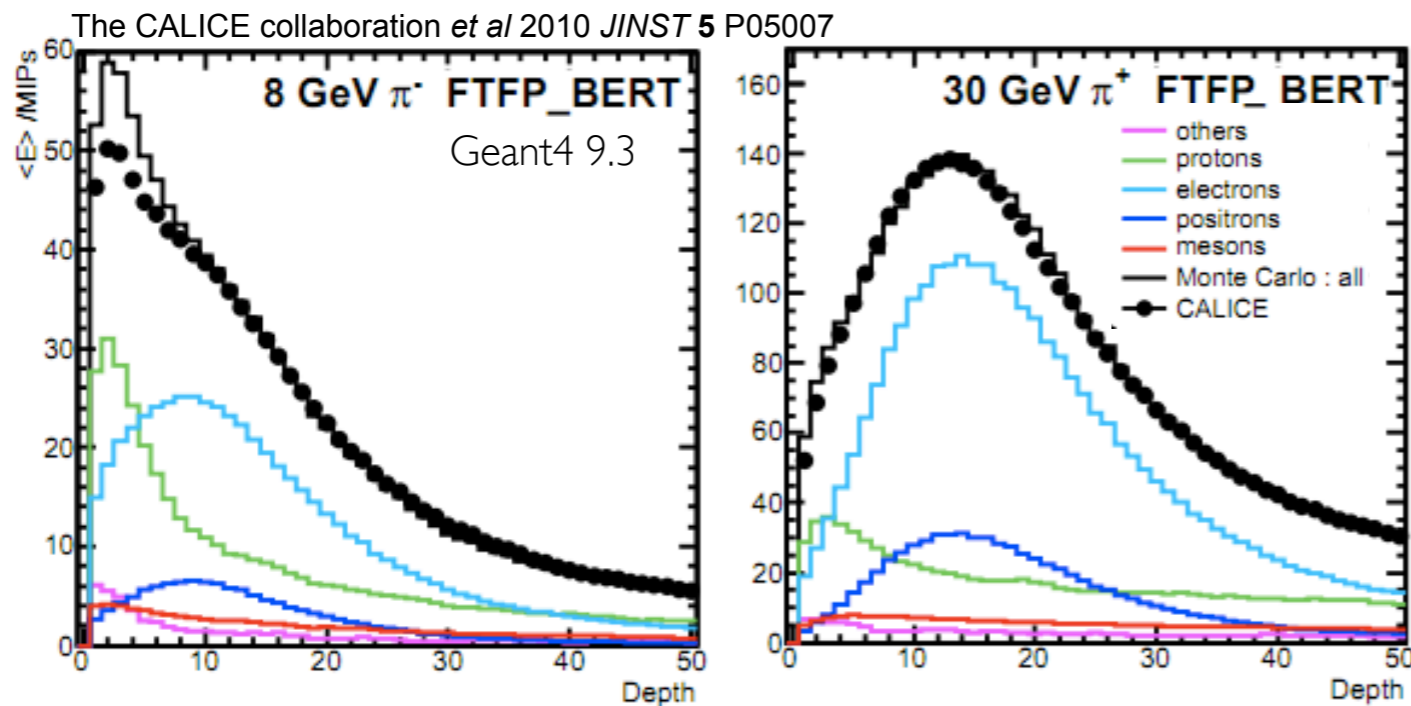 The CALICE collaboration et al 2010 JINST 5 P05007
<E> /MIPs
60
50
40
30
20
10
0
8 GeV π- FTFP_BERT
Geant4 9.3
0 10 20 30 40 50
Depth
160
140
120
100
80
60
40
20
0
30 GeV π+ FTFP_ BERT
others
protons
electrons
positrons
mesons
Monte Carlo : all
CALICE
0 10 20 30 40 50
Depth